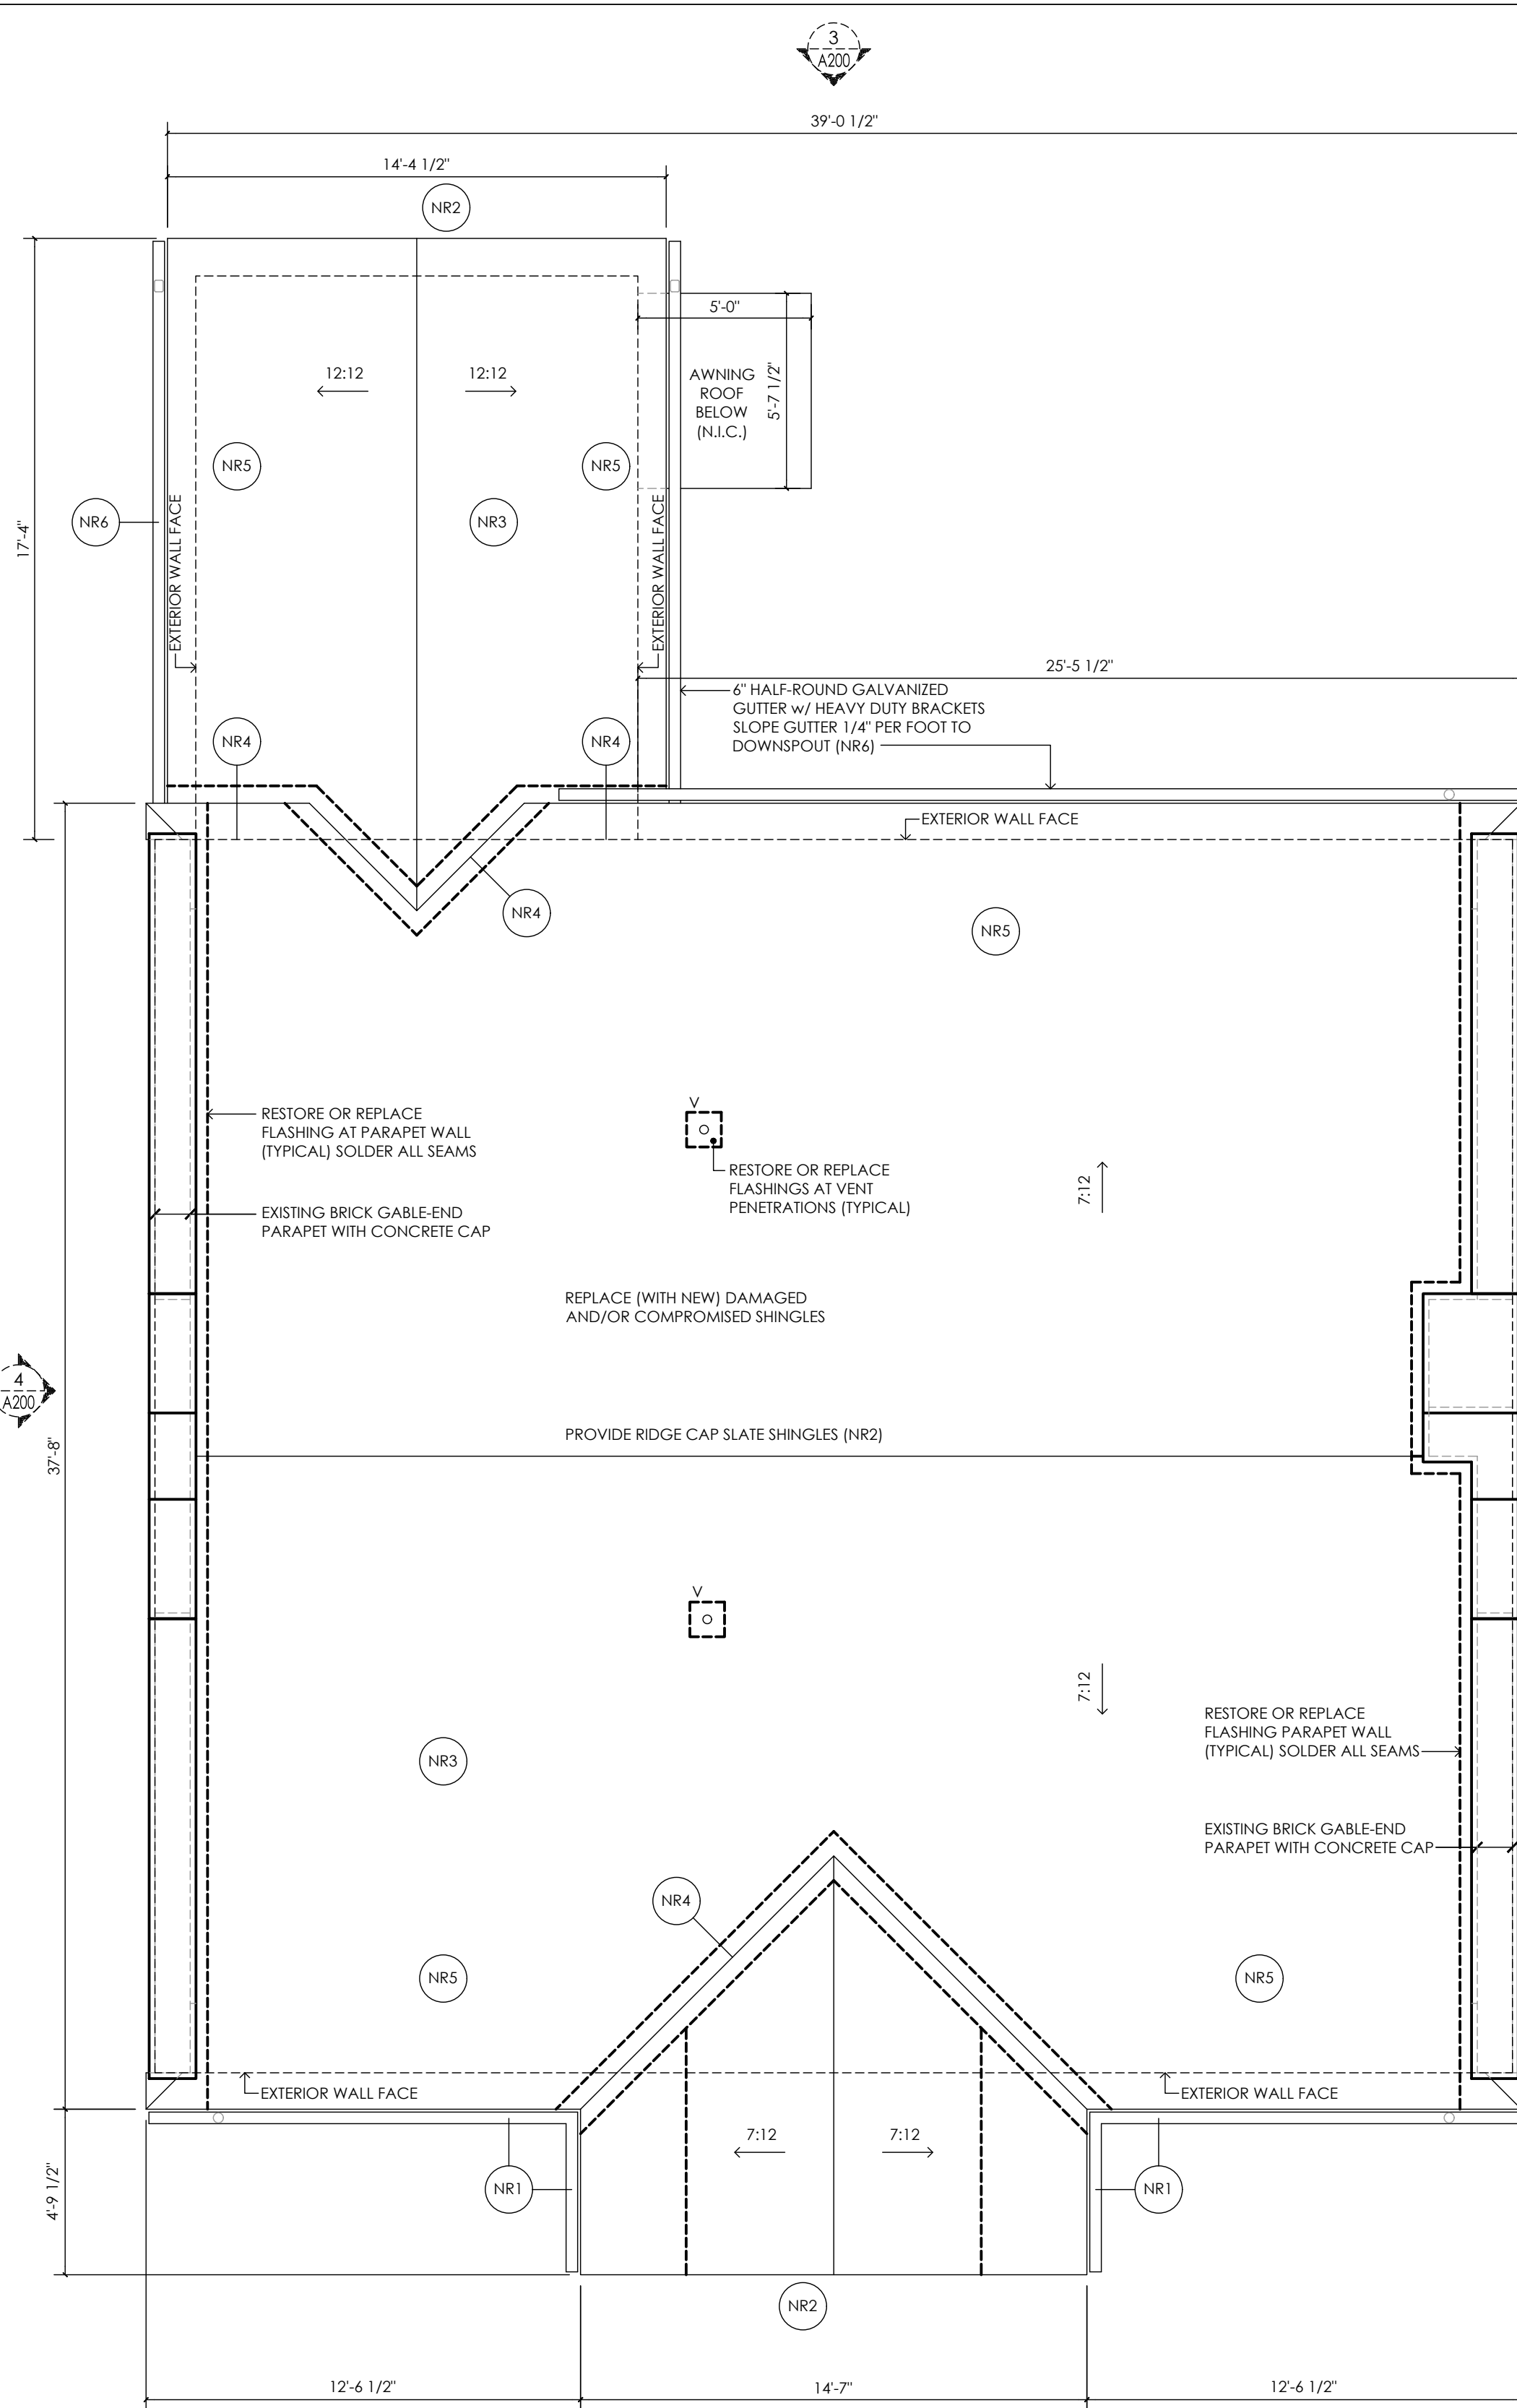 3
A200
39'-0 1/2"
14'-4 1/2"
NR2
5'-0"
12:12
12:12
AWNING
ROOF
BELOW
(N.I.C.)
5'-7 1/2"
NR5
NR5
NR6
NR3
EXTERIOR WALL FACE
EXTERIOR WALL FACE
17'-4"
25'-5 1/2"
6" HALF-ROUND GALVANIZED
GUTTER w/ HEAVY DUTY BRACKETS
SLOPE GUTTER 1/4" PER FOOT TO
DOWNSPOUT (NR6)
NR4
NR4
EXTERIOR WALL FACE
NR4
NR5
V
RESTORE OR REPLACE
FLASHING AT PARAPET WALL
(TYPICAL) SOLDER ALL SEAMS
RESTORE OR REPLACE
FLASHINGS AT VENT
PENETRATIONS (TYPICAL)
7:12
EXISTING BRICK GABLE-END
PARAPET WITH CONCRETE CAP
REPLACE (WITH NEW) DAMAGED
AND/OR COMPROMISED SHINGLES
4
A200
37'-8"
PROVIDE RIDGE CAP SLATE SHINGLES (NR2)
V
7:12
RESTORE OR REPLACE
FLASHING PARAPET WALL
(TYPICAL) SOLDER ALL SEAMS
NR3
EXISTING BRICK GABLE-END
PARAPET WITH CONCRETE CAP
NR4
NR5
NR5
EXTERIOR WALL FACE
EXTERIOR WALL FACE
7:12
7:12
4'-9 1/2"
NR1
NR1
NR2
12'-6 1/2"
14'-7"
12'-6 1/2"